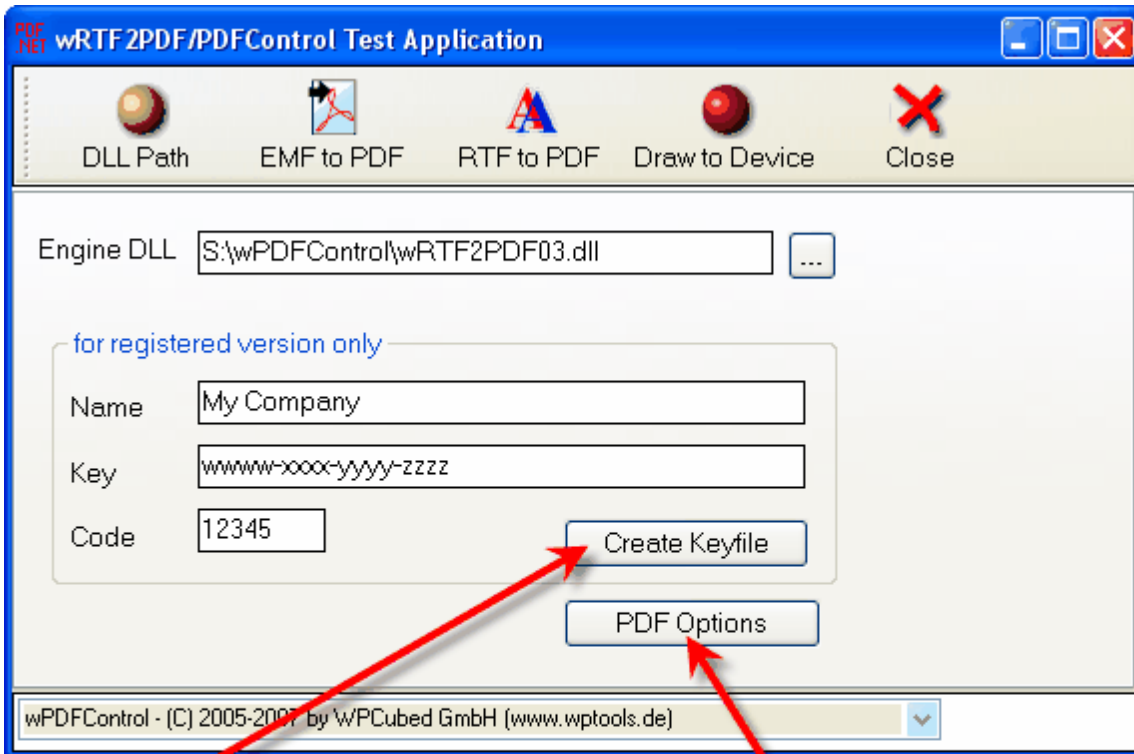 PDF
.NET
wRTF2PDF/PDFControl Test Application
DLL Path EMF to PDF RTF to PDF Draw to Device Close
Engine DLL S:\wPDFControl\wRTF2PDF03.dll ...
for registered version only
Name My Company
Key wwww-xxxx-yyyy-zzzz
Code 12345
Create Keyfile
PDF Options
wPDFControl - (C) 2005-2007 by WPCubed GmbH (www.wptools.de)